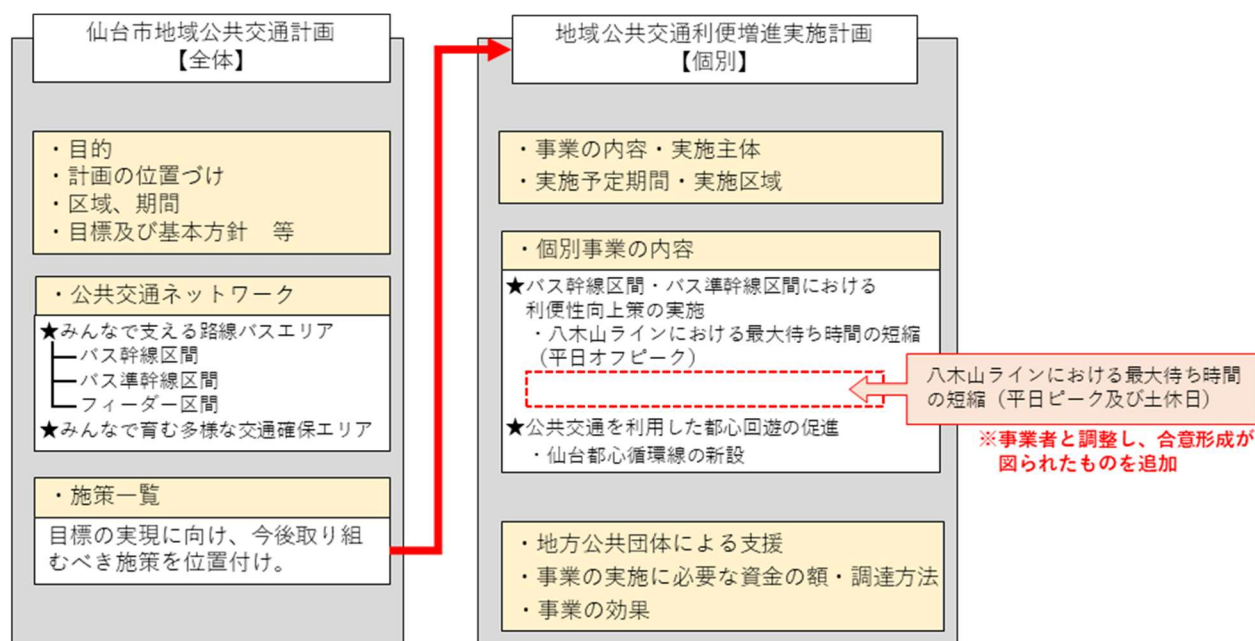 仙台市地域公共交通計画
【全体】
・目的
・計画の位置づけ
・区域、期間
・目標及び基本方針　等
・公共交通ネットワーク
★みんなで支える路線バスエリア
バス幹線区間
バス準幹線区間
フィーダー区間
★みんなで育む多様な交通確保エリア
・施策一覧
目標の実現に向け、今後取り組
むべき施策を位置付け。
地域公共交通利便増進実施計画
【個別】
・事業の内容・実施主体
・実施予定期間・実施区域
・個別事業の内容
★バス幹線区間・バス準幹線区間における
利便性向上策の実施
・八木山ラインにおける最大待ち時間の短縮
（平日オフピーク）
★公共交通を利用した都心回遊の促進
・仙台都心循環線の新設
・地方公共団体による支援
・事業の実施に必要な資金の額・調達方法
・事業の効果
八木山ラインにおける最大待ち時間
の短縮（平日ピーク及び土休日）
※事業者と調整し、合意形成が
図られたものを追加